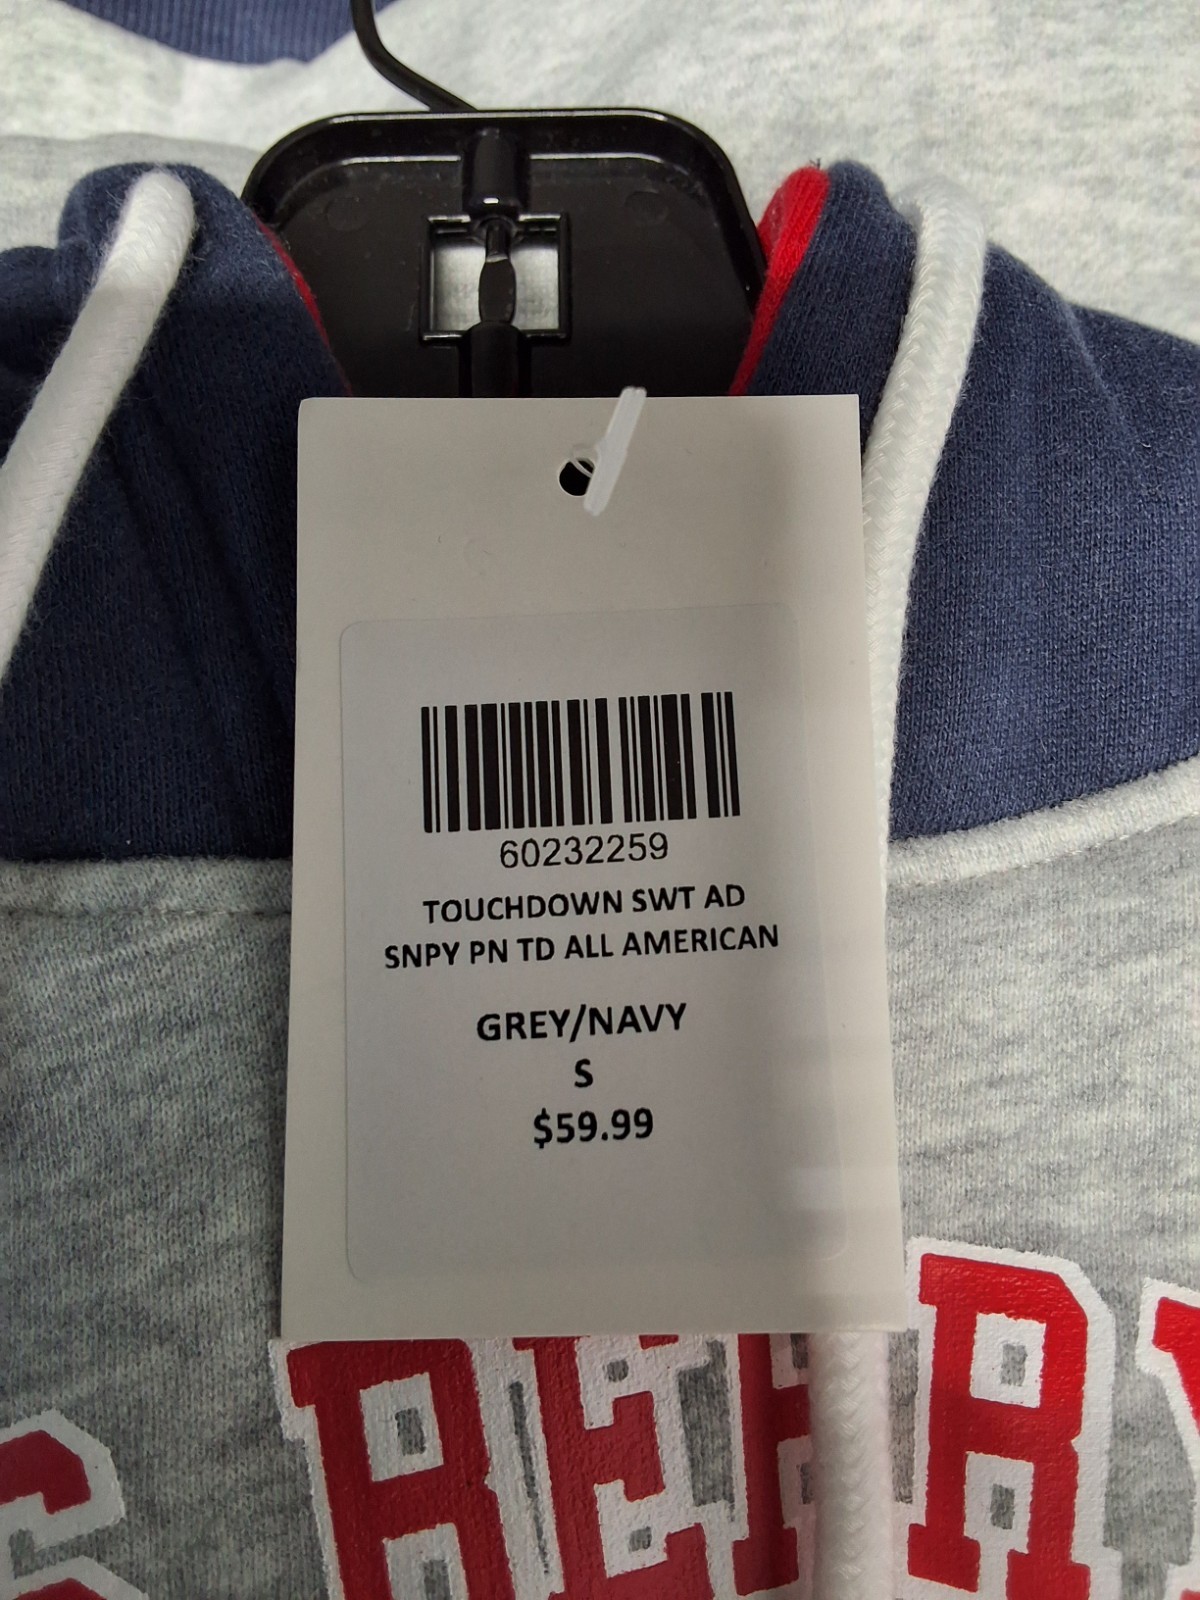 60232259
TOUCHDOWN SWT AD
SNPY PN TD ALL AMERICAN
GREY/NAVY
S
$59.99